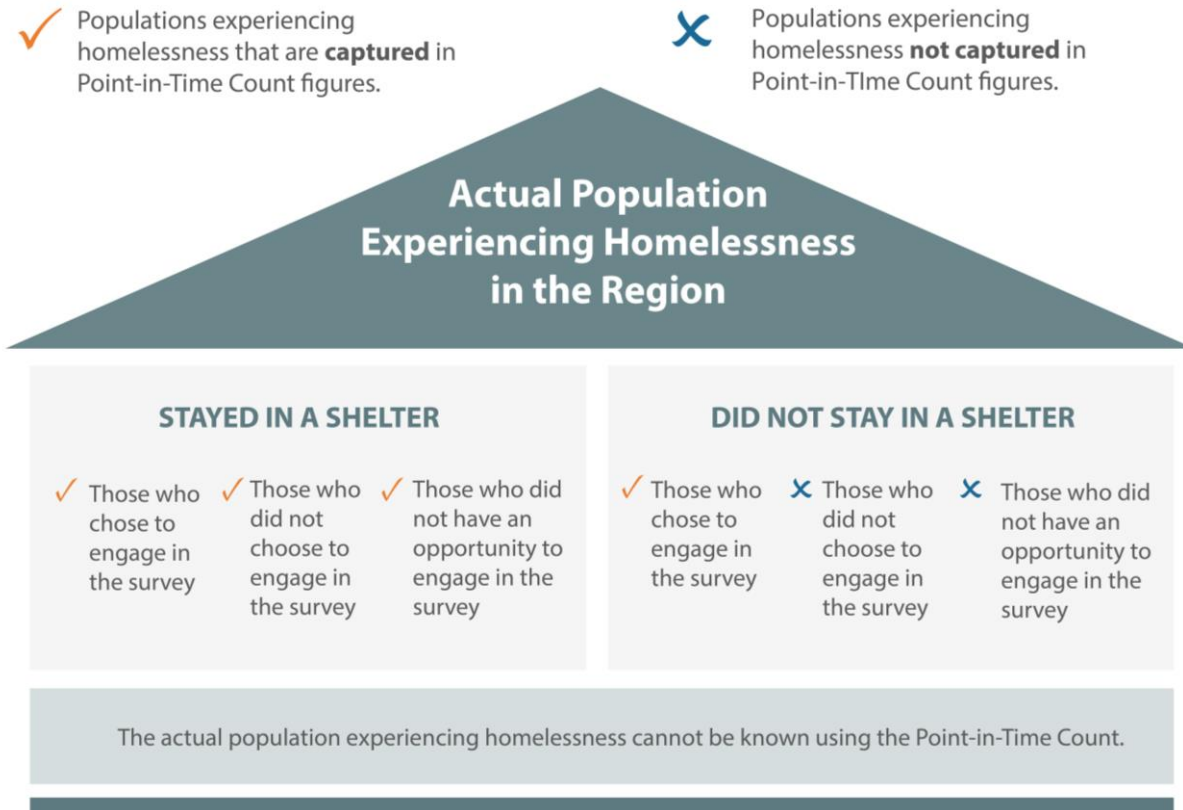 Populations experiencing
homelessness that are captured in
Point-in-Time Count figures.
Populations experiencing
homelessness not captured in
Point-in-TIme Count figures.
Actual Population
Experiencing Homelessness
in the Region
STAYED IN A SHELTER
Those who
chose to
engage in
the survey
Those who
did not
choose to
engage in
the survey
Those who did
not have an
opportunity to
engage in the
survey
DID NOT STAY IN A SHELTER
Those who
chose to
engage in
the survey
Those who
did not
choose to
engage in
the survey
Those who did
not have an
opportunity to
engage in the
survey
The actual population experiencing homelessness cannot be known using the Point-in-Time Count.